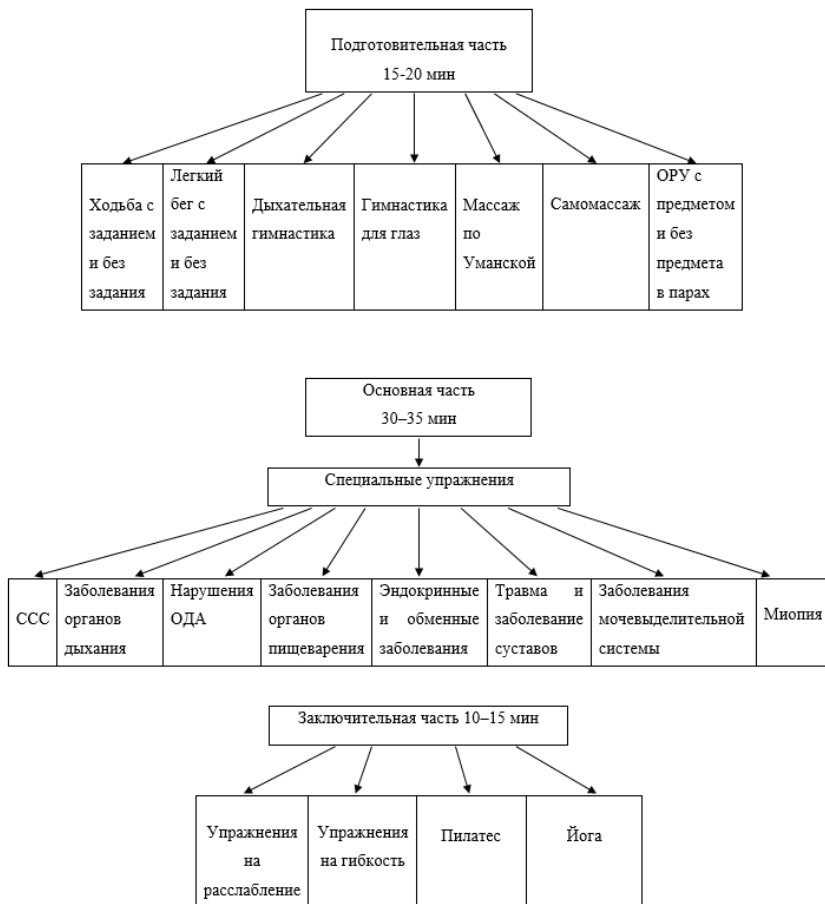 Подготовительная часть
15-20 мин
Ходьба с
заданием
и без
задания
Легкий
бег с
заданием
и без
задания
Дыхательная
гимнастика
Гимнастика
для глаз
Массаж
по
Уманской
Самомассаж
ОРУ с
предметом
и без
предмета
в парах
Основная часть
30–35 мин
Специальные упражнения
ССС
Заболевания
органов
дыхания
Нарушения
ОДА
Заболевания
органов
пищеварения
Эндокринные
и обменные
заболевания
Травма и
заболевание
суставов
Заболевания
мочевыделительной
системы
Миопия
Заключительная часть 10–15 мин
Упражнения
на
расслабление
Упражнения
на гибкость
Пилатес
Йога